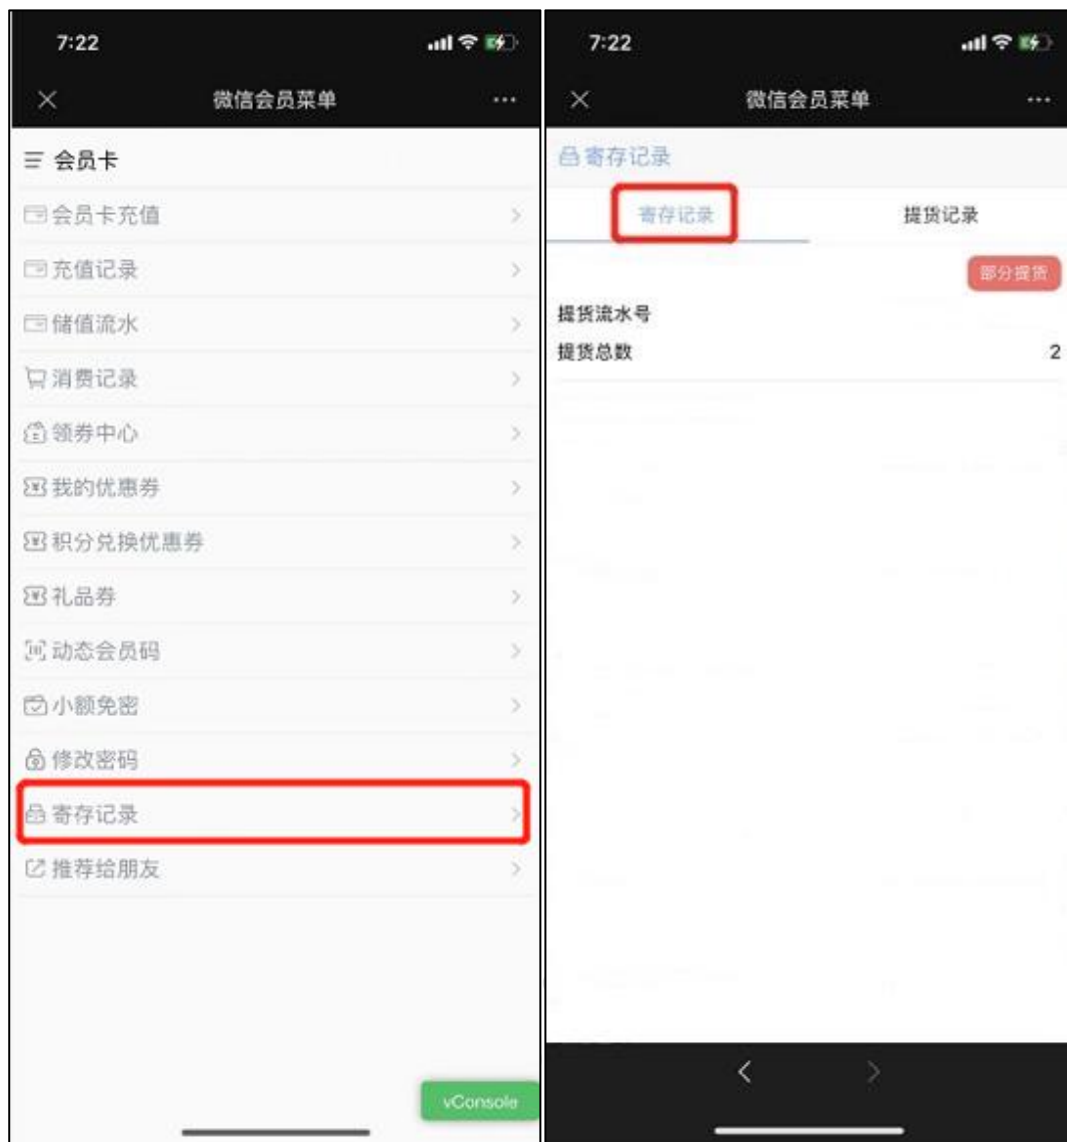 7:22
微信会员菜单
会员卡
会员卡充值
充值记录
储值流水
消费记录
领券中心
我的优惠券
积分兑换优惠券
礼品券
动态会员码
小额免密
修改密码
寄存记录
推荐给朋友
vConsole
7:22
微信会员菜单
寄存记录
寄存记录 提货记录
部分提货
提货流水号
提货总数 2